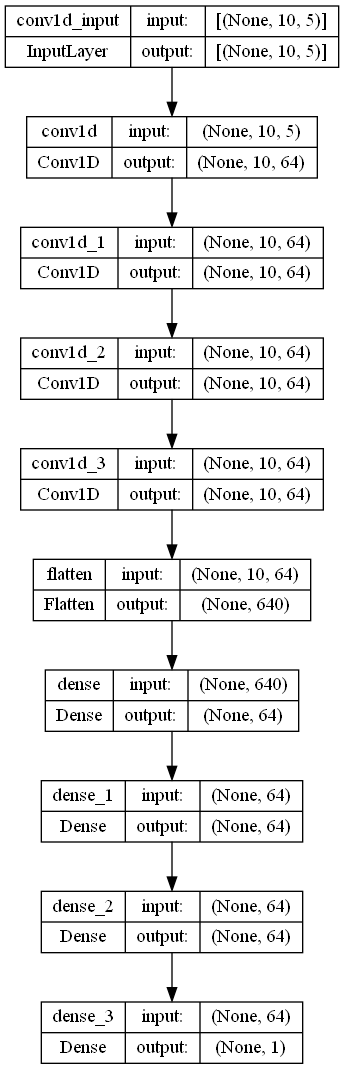 conv1d_input input: [(None, 10, 5)]
InputLayer output: [(None, 10, 5)]
conv1d input: (None, 10, 5)
Conv1D output: (None, 10, 64)
conv1d_1 input: (None, 10, 64)
Conv1D output: (None, 10, 64)
conv1d_2 input: (None, 10, 64)
Conv1D output: (None, 10, 64)
conv1d_3 input: (None, 10, 64)
Conv1D output: (None, 10, 64)
flatten input: (None, 10, 64)
Flatten output: (None, 640)
dense input: (None, 640)
Dense output: (None, 64)
dense_1 input: (None, 64)
Dense output: (None, 64)
dense_2 input: (None, 64)
Dense output: (None, 64)
dense_3 input: (None, 64)
Dense output: (None, 1)